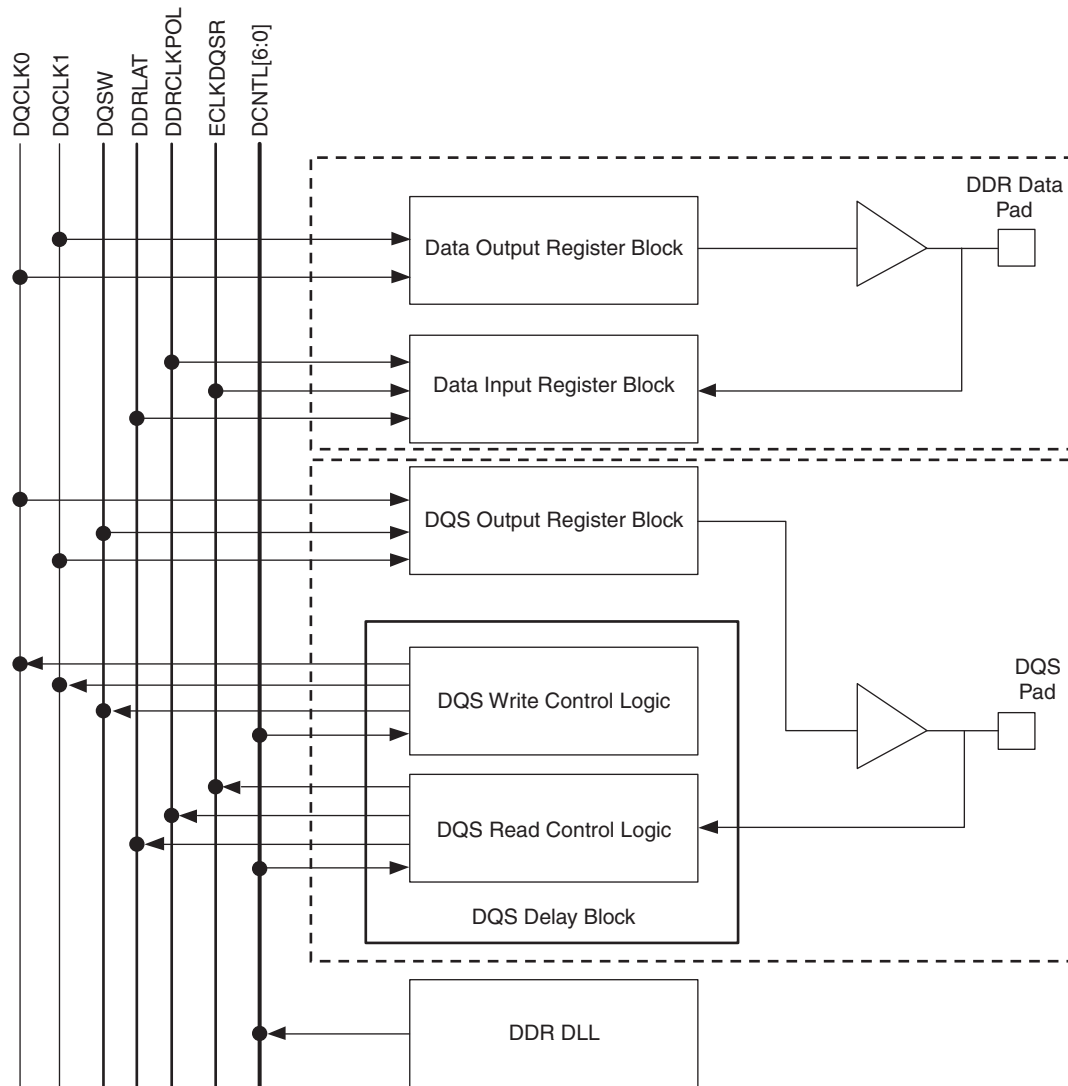 DQCLK0
DQCLK1
DQSW
DDRLAT
DDRCLKPOL
ECLKDQSR
DCNTL[6:0]
DDR Data
Pad
Data Output Register Block
Data Input Register Block
DQS Output Register Block
DQS Write Control Logic
DQS
Pad
DQS Read Control Logic
DQS Delay Block
DDR DLL